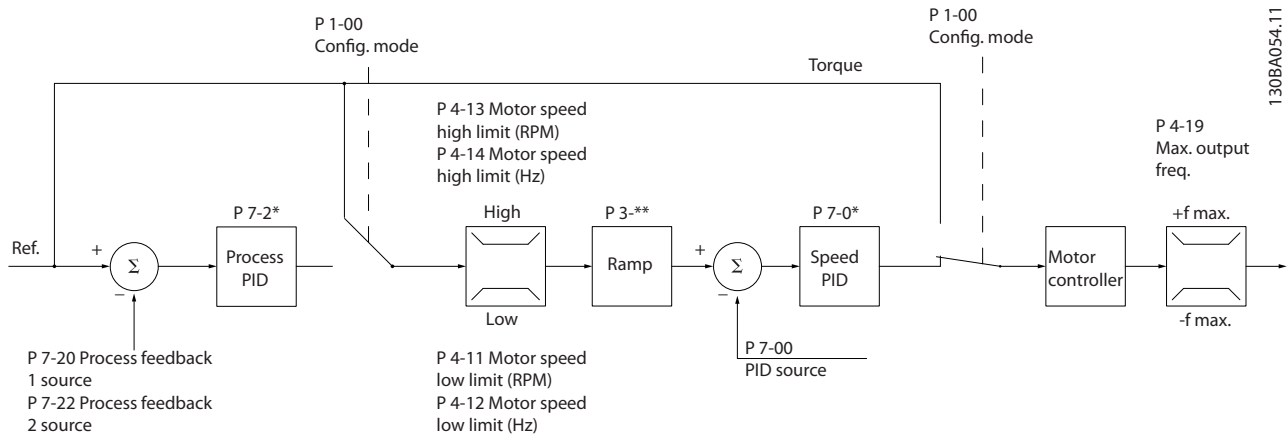 P 1-00
Config. mode
P 1-00
Config. mode
130BA054.11
Torque
P 4-13 Motor speed
high limit (RPM)
P 4-14 Motor speed
high limit (Hz)
P 4-19
Max. output
freq.
Ref.
+
Σ
–
P 7-2*
Process
PID
High
Low
P 3-**
Ramp
+
Σ
–
P 7-0*
Speed
PID
Motor
controller
+f max.
-f max.
P 7-20 Process feedback
1 source
P 7-22 Process feedback
2 source
P 4-11 Motor speed
low limit (RPM)
P 4-12 Motor speed
low limit (Hz)
P 7-00
PID source